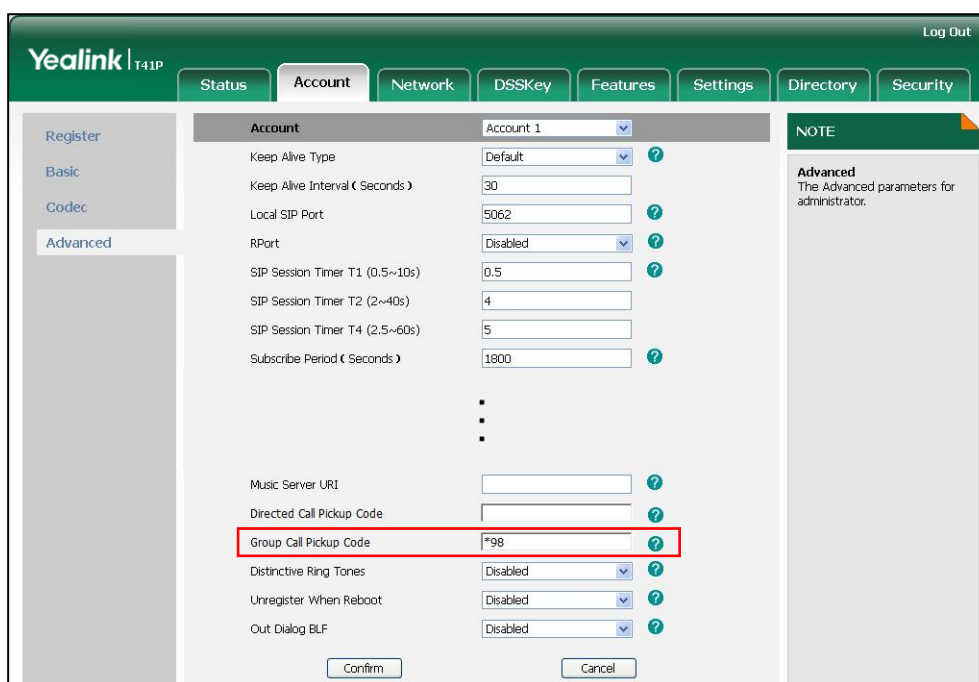 Log Out
Yealink T41P
Status Account Network DSSKey Features Settings Directory Security
Register
Basic
Codec
Advanced
Account Account 1
Keep Alive Type Default
Keep Alive Interval ( Seconds ) 30
Local SIP Port 5062
RPort Disabled
SIP Session Timer T1 (0.5~10s) 0.5
SIP Session Timer T2 (2~40s) 4
SIP Session Timer T4 (2.5~60s) 5
Subscribe Period ( Seconds ) 1800
Music Server URI
Directed Call Pickup Code
Group Call Pickup Code *98
Distinctive Ring Tones Disabled
Unregister When Reboot Disabled
Out Dialog BLF Disabled
Confirm Cancel
NOTE
Advanced
The Advanced parameters for
administrator.